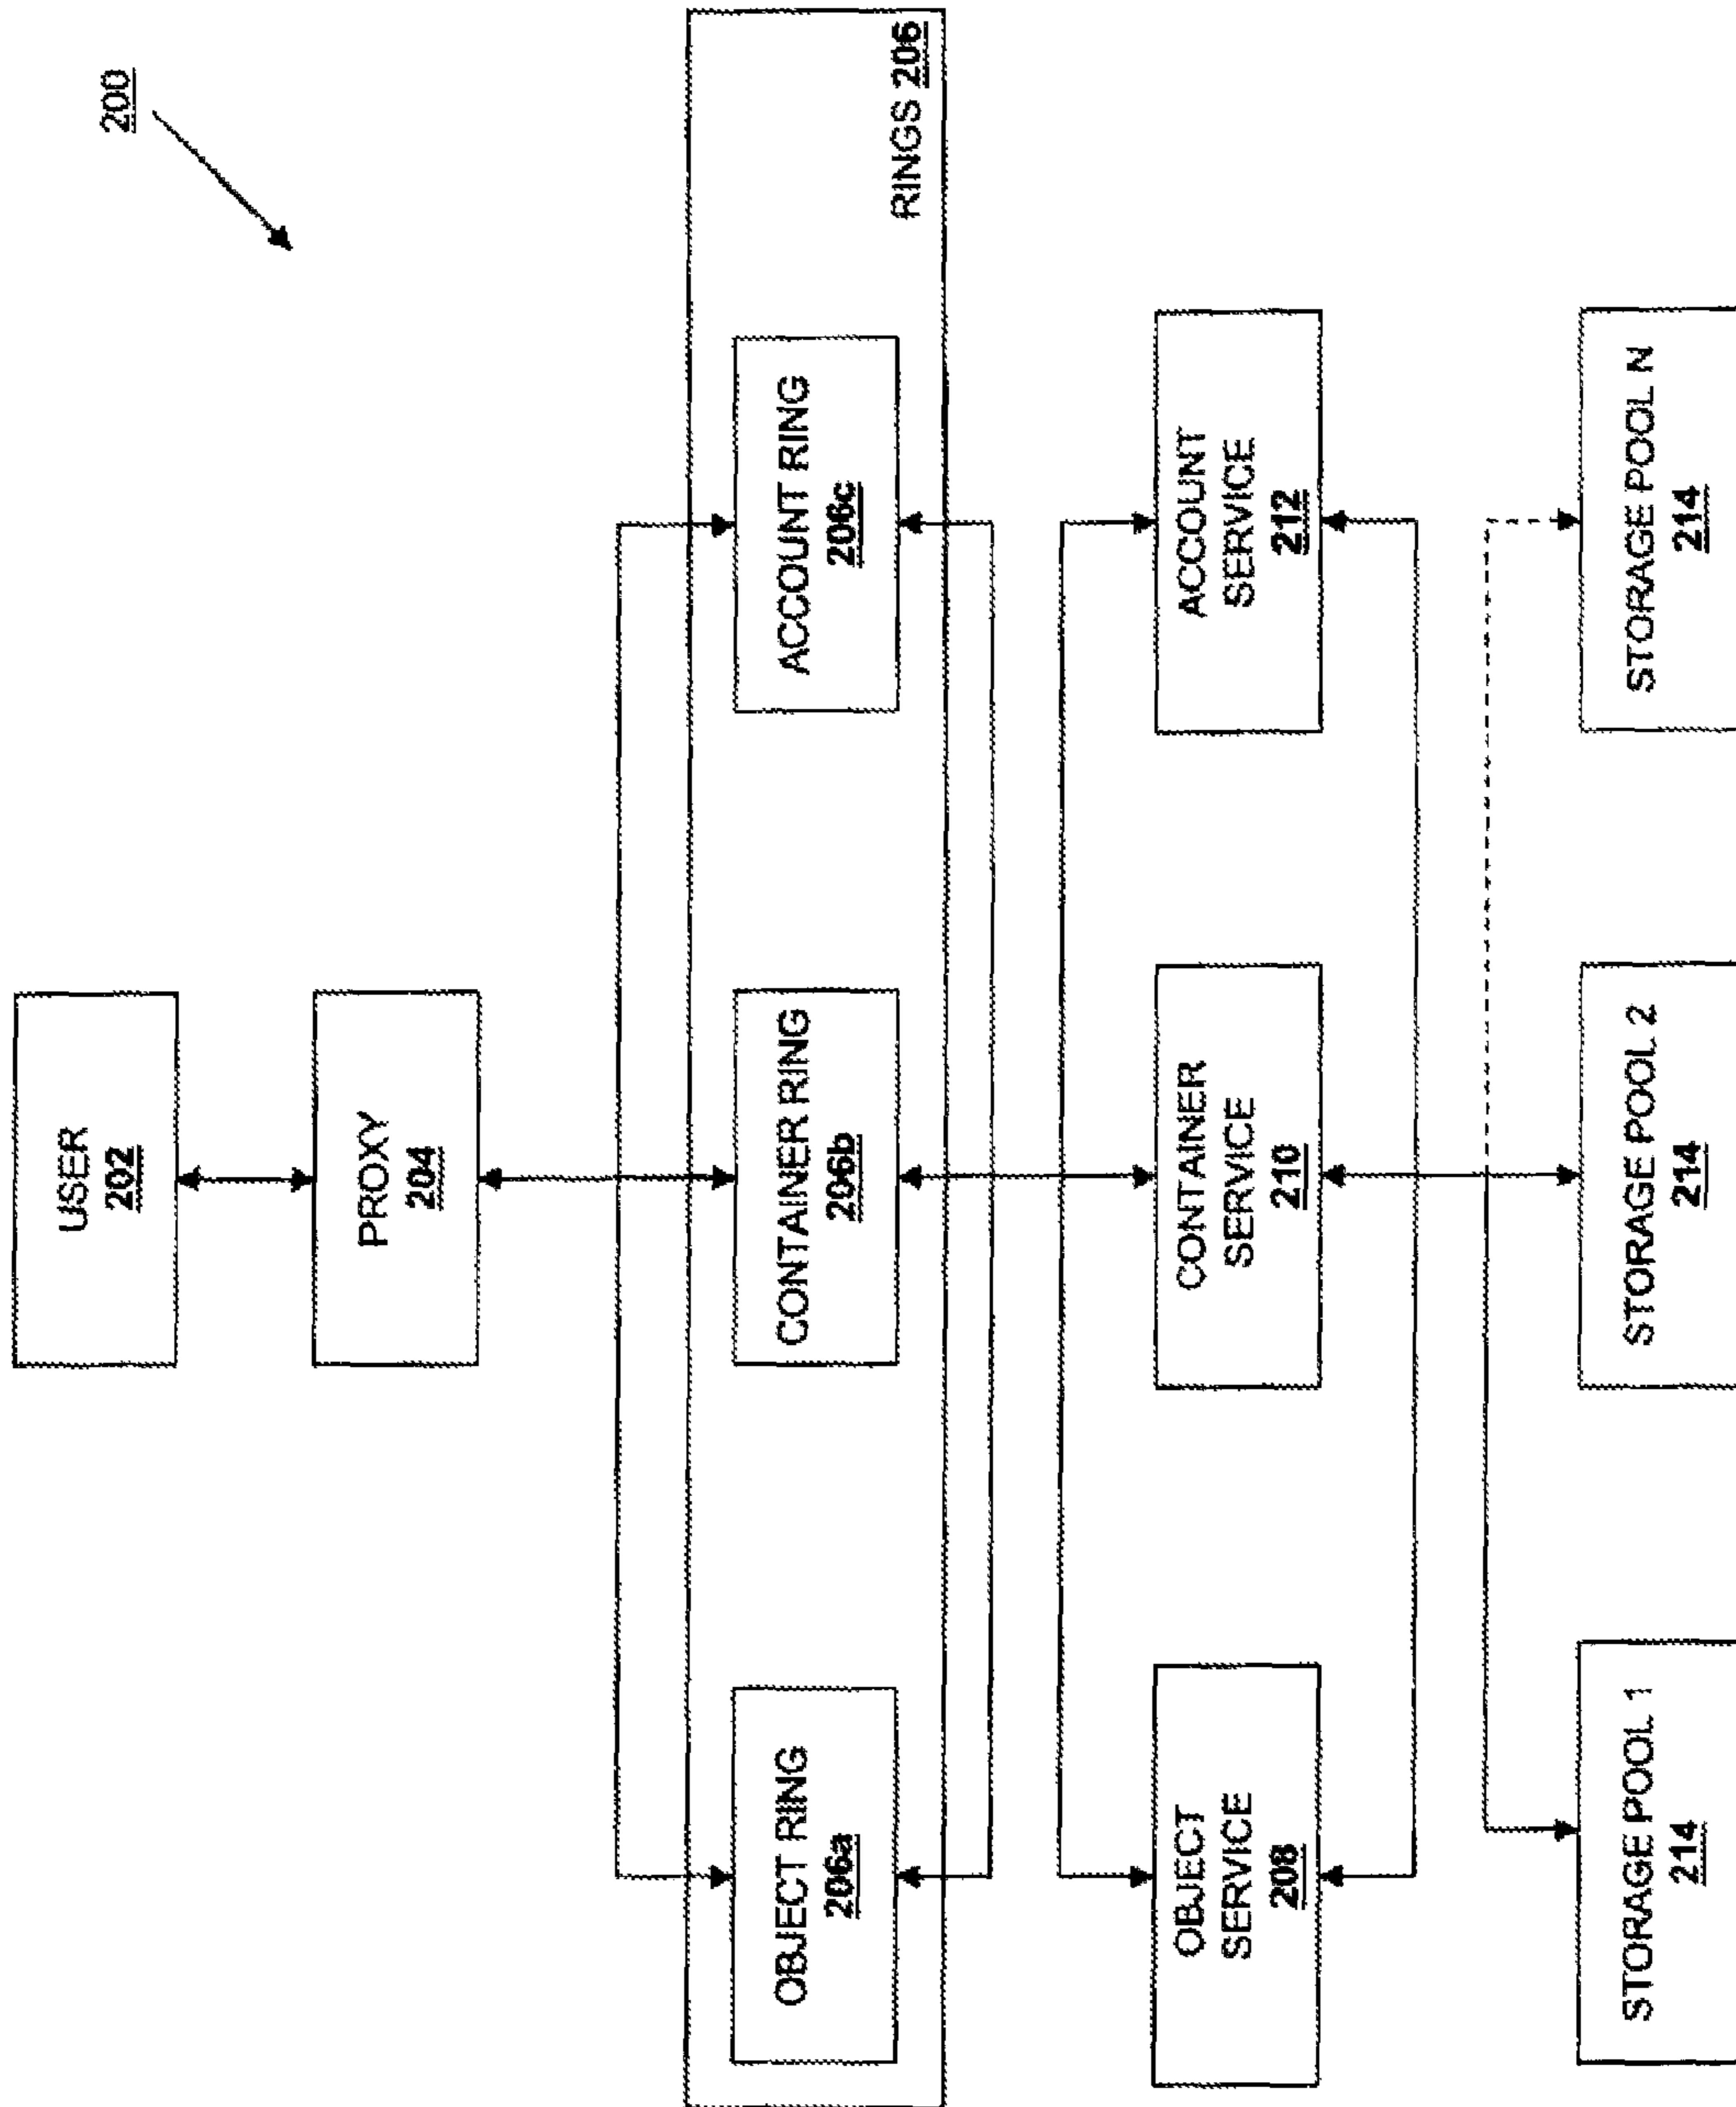 200
USER
202
PROXY
204
OBJECT RING
206a
CONTAINER RING
206b
ACCOUNT RING
206c
RINGS 206
OBJECT
SERVICE
208
CONTAINER
SERVICE
210
ACCOUNT
SERVICE
212
STORAGE POOL 1
214
STORAGE POOL 2
214
STORAGE POOL N
214